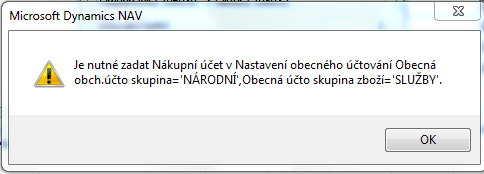 Microsoft Dynamics NAV
Je nutné zadat Nákupní účet v Nastavení obecného účtování Obecná
obch.účto skupina='NÁRODNÍ',Obecná účto skupina zboží='SLUŽBY'.
OK